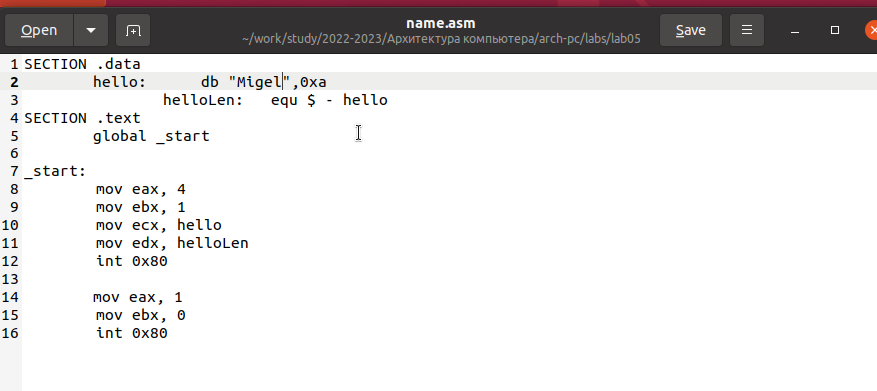 Open
name.asm
~/work/study/2022-2023/Архитектура компьютера/arch-pc/labs/lab05
Save
1 SECTION .data
2 hello: db "Migel",0xa
3 helloLen: equ $ - hello
4 SECTION .text
5 global _start
6
7 _start:
8 mov eax, 4
9 mov ebx, 1
10 mov ecx, hello
11 mov edx, helloLen
12 int 0x80
13
14 mov eax, 1
15 mov ebx, 0
16 int 0x80